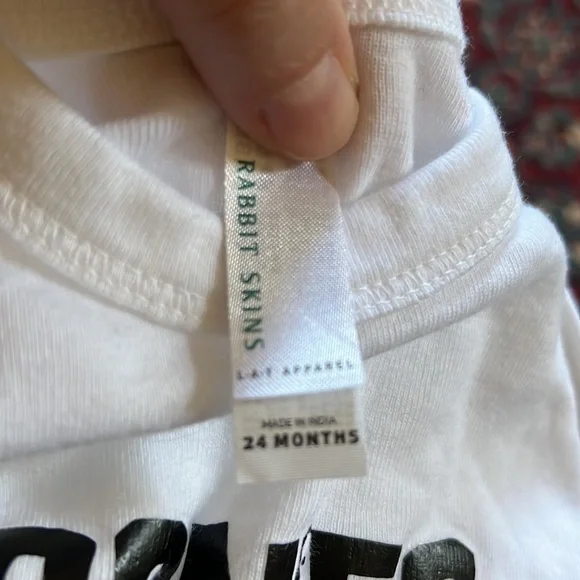 RABBIT SKINS
L·A·T APPAREL
MADE IN INDIA
24 MONTHS